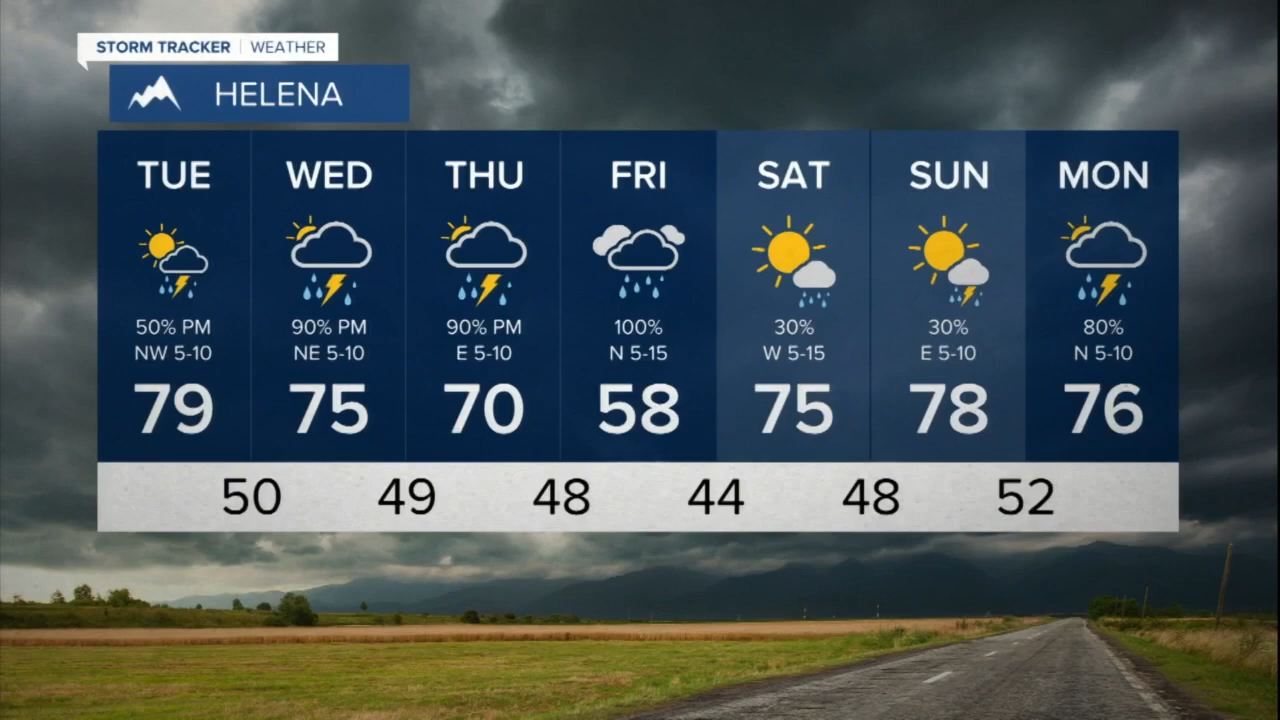 STORM TRACKER | WEATHER
HELENA
TUE WED THU FRI SAT SUN MON
50% PM 90% PM 90% PM 100% 30% 30% 80%
NW 5-10 NE 5-10 E 5-10 N 5-15 W 5-15 E 5-10 N 5-10
79 75 70 58 75 78 76
50 49 48 44 48 52